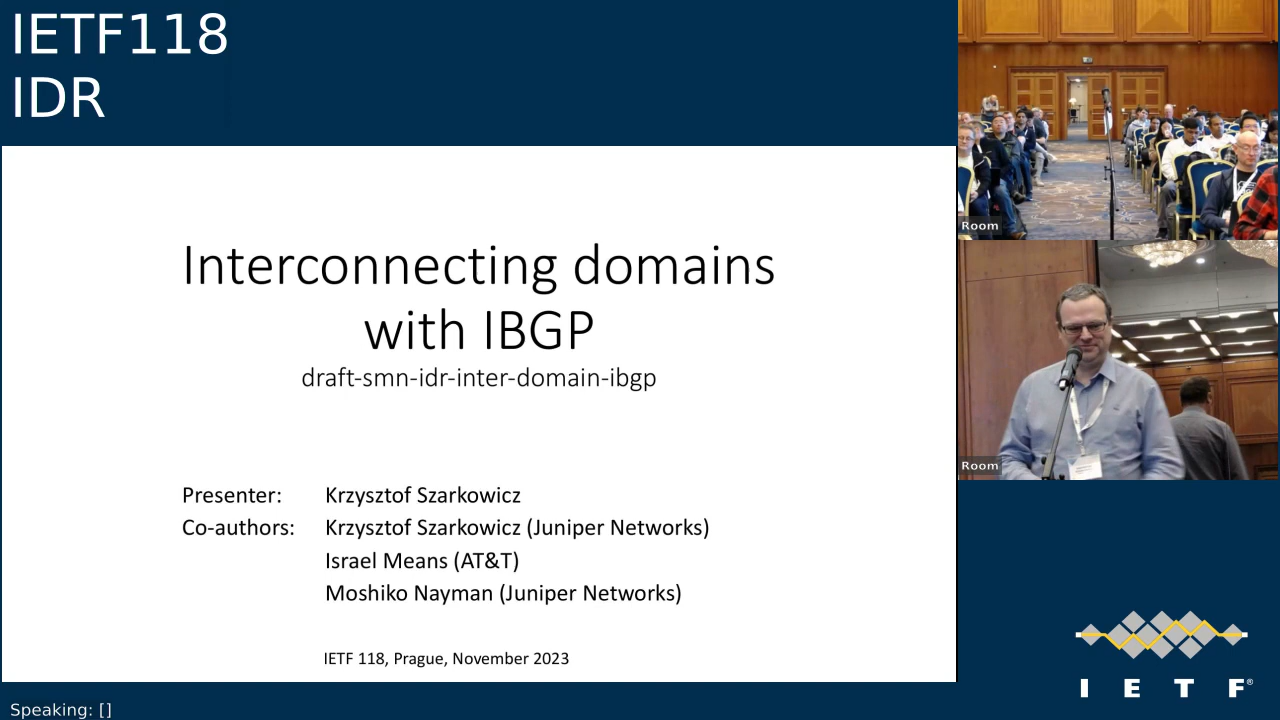 IETF118
IDR
Interconnecting domains
with IBGP
draft-smn-idr-inter-domain-ibgp
Presenter: Krzysztof Szarkowicz
Co-authors: Krzysztof Szarkowicz (Juniper Networks)
Israel Means (AT&T)
Moshiko Nayman (Juniper Networks)
IETF 118, Prague, November 2023
Room
Room
I E T F®
Speaking: []